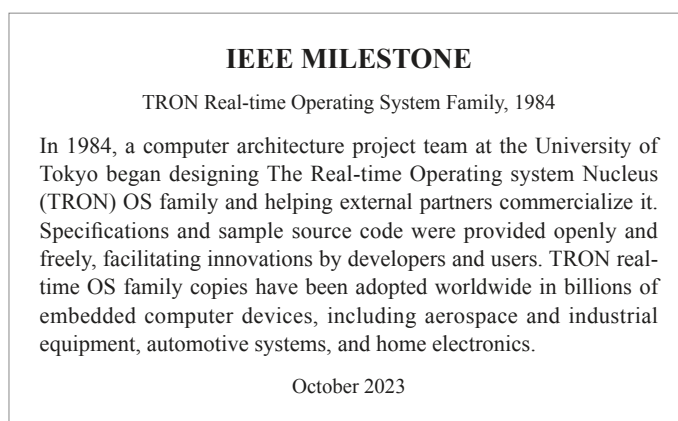 IEEE MILESTONE
TRON Real-time Operating System Family, 1984
In 1984, a computer architecture project team at the University of
Tokyo began designing The Real-time Operating system Nucleus
(TRON) OS family and helping external partners commercialize it.
Specifications and sample source code were provided openly and
freely, facilitating innovations by developers and users. TRON real-
time OS family copies have been adopted worldwide in billions of
embedded computer devices, including aerospace and industrial
equipment, automotive systems, and home electronics.
October 2023